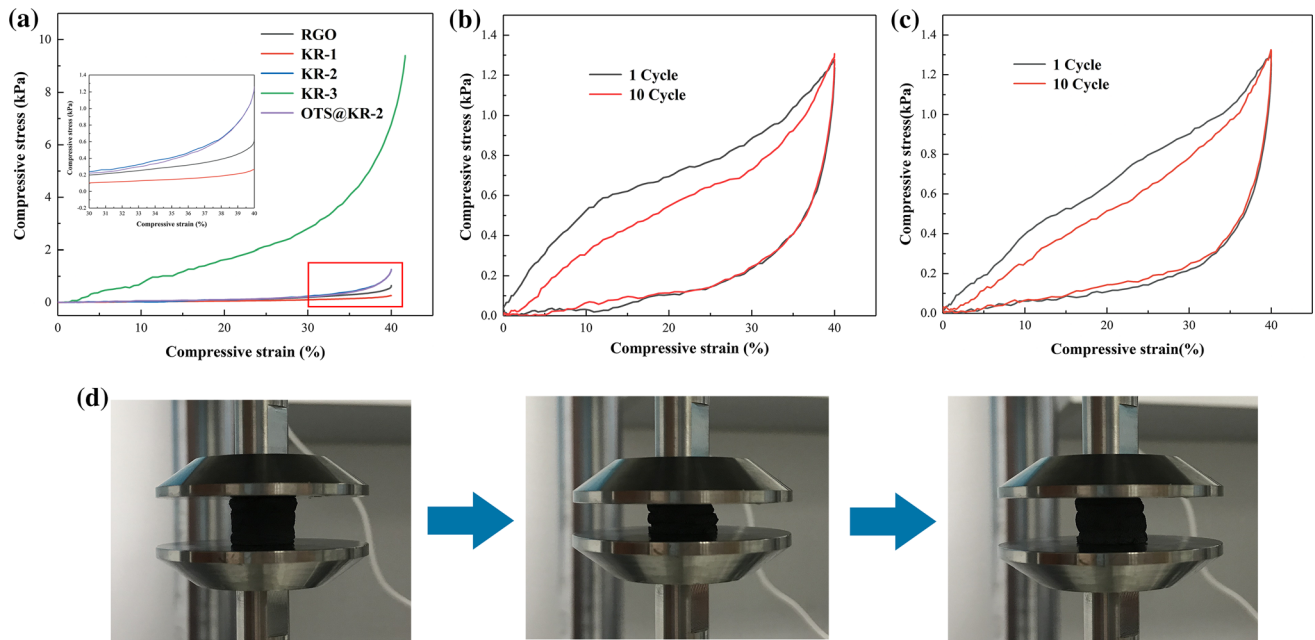 (a)
10
8
6
4
2
0
Compressive stress (kPa)
0
10
20
30
40
Compressive strain (%)
RGO
KR-1
KR-2
KR-3
OTS@KR-2
1.4
1.2
1.0
0.8
0.6
0.4
0.2
0.0
-0.2
Compressive stress (kPa)
30
31
32
33
34
35
36
37
38
39
40
Compressive strain (%)
(b)
1.4
1.2
1.0
0.8
0.6
0.4
0.2
0.0
Compressive stress (kPa)
0
10
20
30
40
Compressive strain (%)
1 Cycle
10 Cycle
(c)
1.4
1.2
1.0
0.8
0.6
0.4
0.2
0.0
Compressive stress(kPa)
0
10
20
30
40
Compressive strain(%)
1 Cycle
10 Cycle
(d)